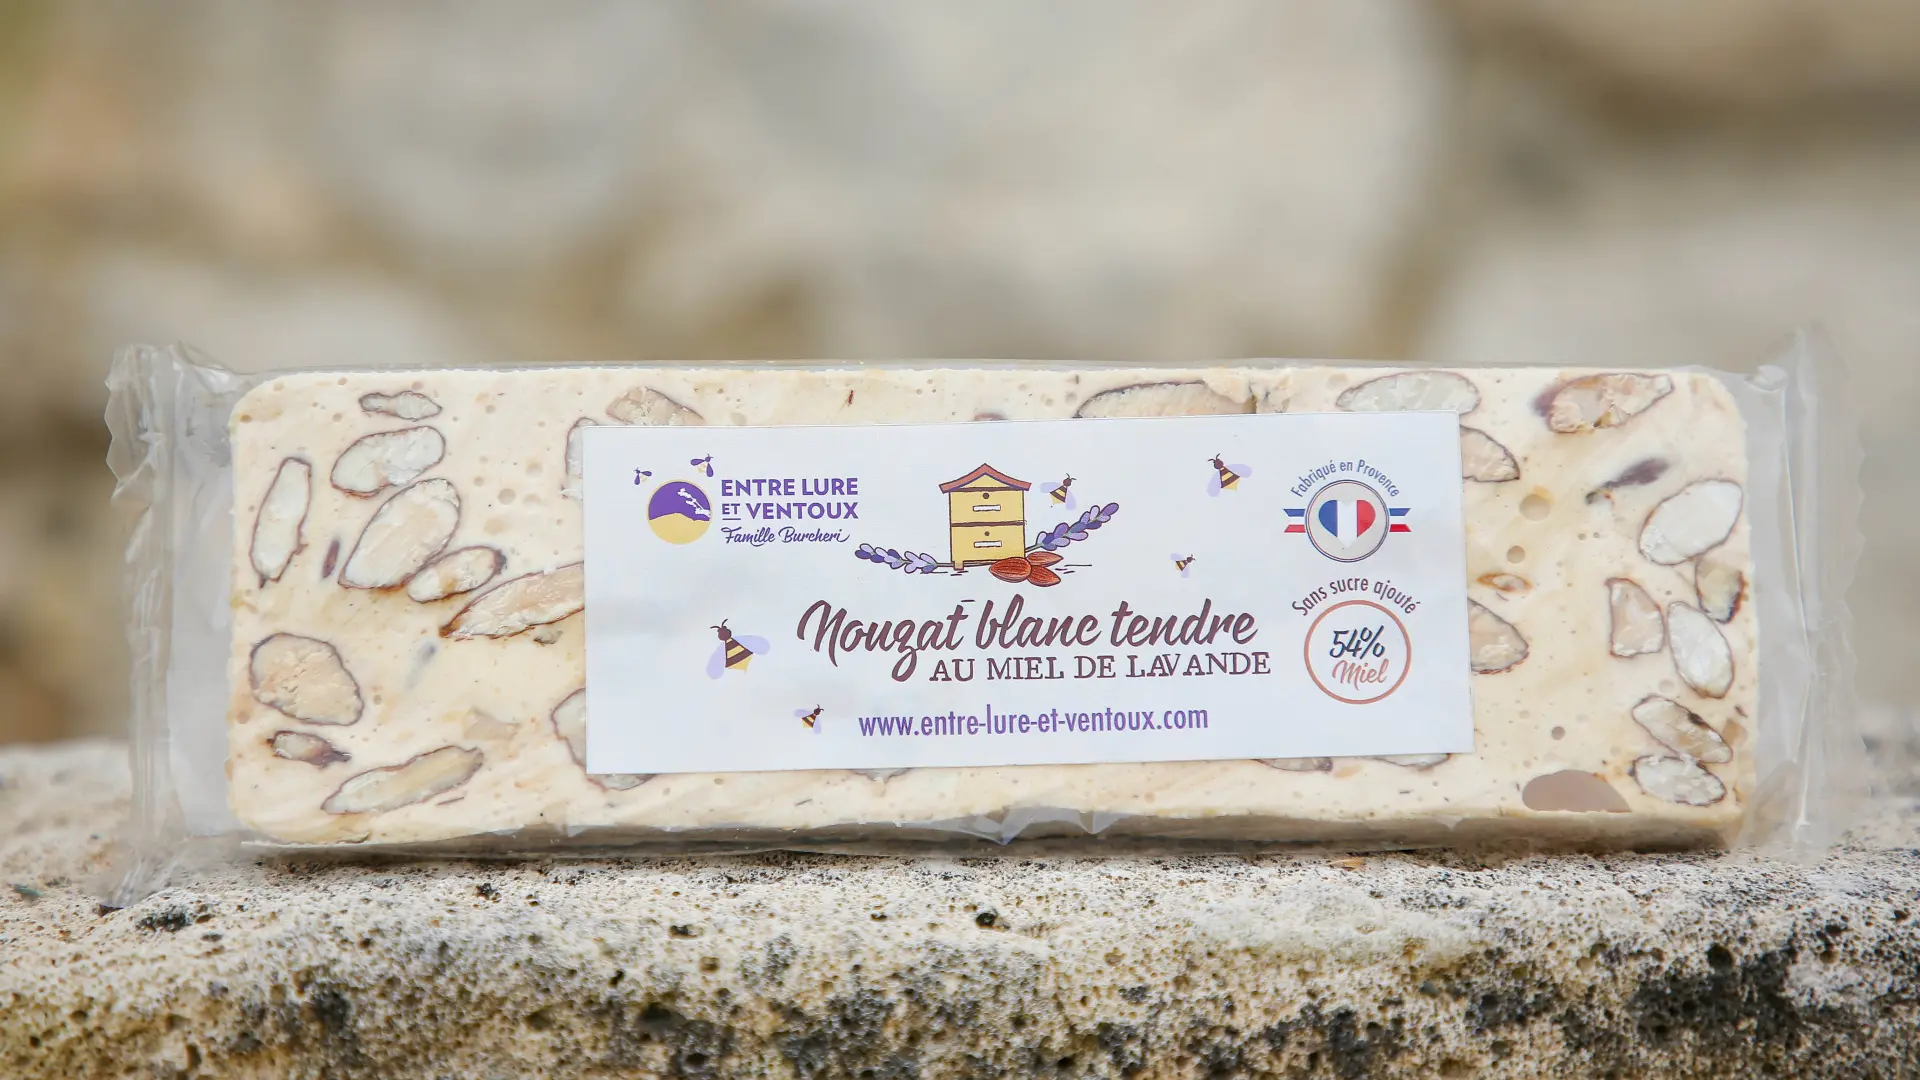 ENTRE LURE
ET VENTOUX
Famille Burcheri
Fabriqué en Provence
Sans sucre ajouté
54%
Miel
Nougat blanc tendre
AU MIEL DE LAVANDE
www.entre-lure-et-ventoux.com